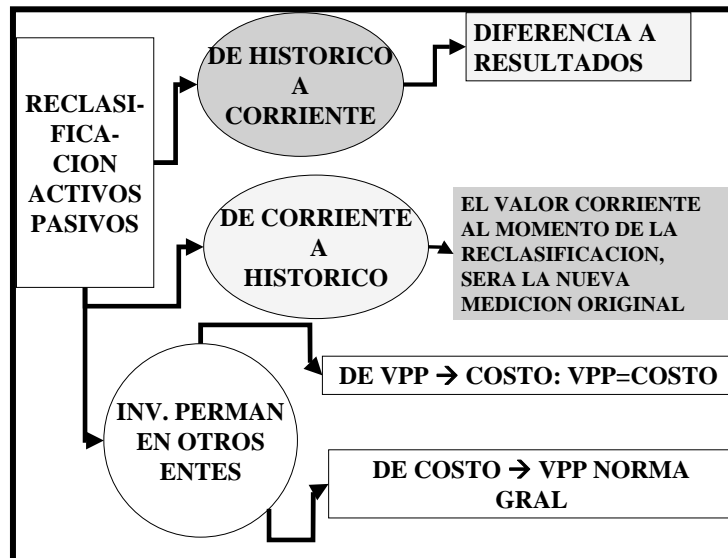 RECLASI-
FICA-
CION
ACTIVOS
PASIVOS
DE HISTORICO
A
CORRIENTE
DIFERENCIA A
RESULTADOS
DE CORRIENTE
A
HISTORICO
EL VALOR CORRIENTE
AL MOMENTO DE LA
RECLASIFICACION,
SERA LA NUEVA
MEDICION ORIGINAL
INV. PERMAN
EN OTROS
ENTES
DE VPP → COSTO: VPP=COSTO
DE COSTO → VPP NORMA
GRAL